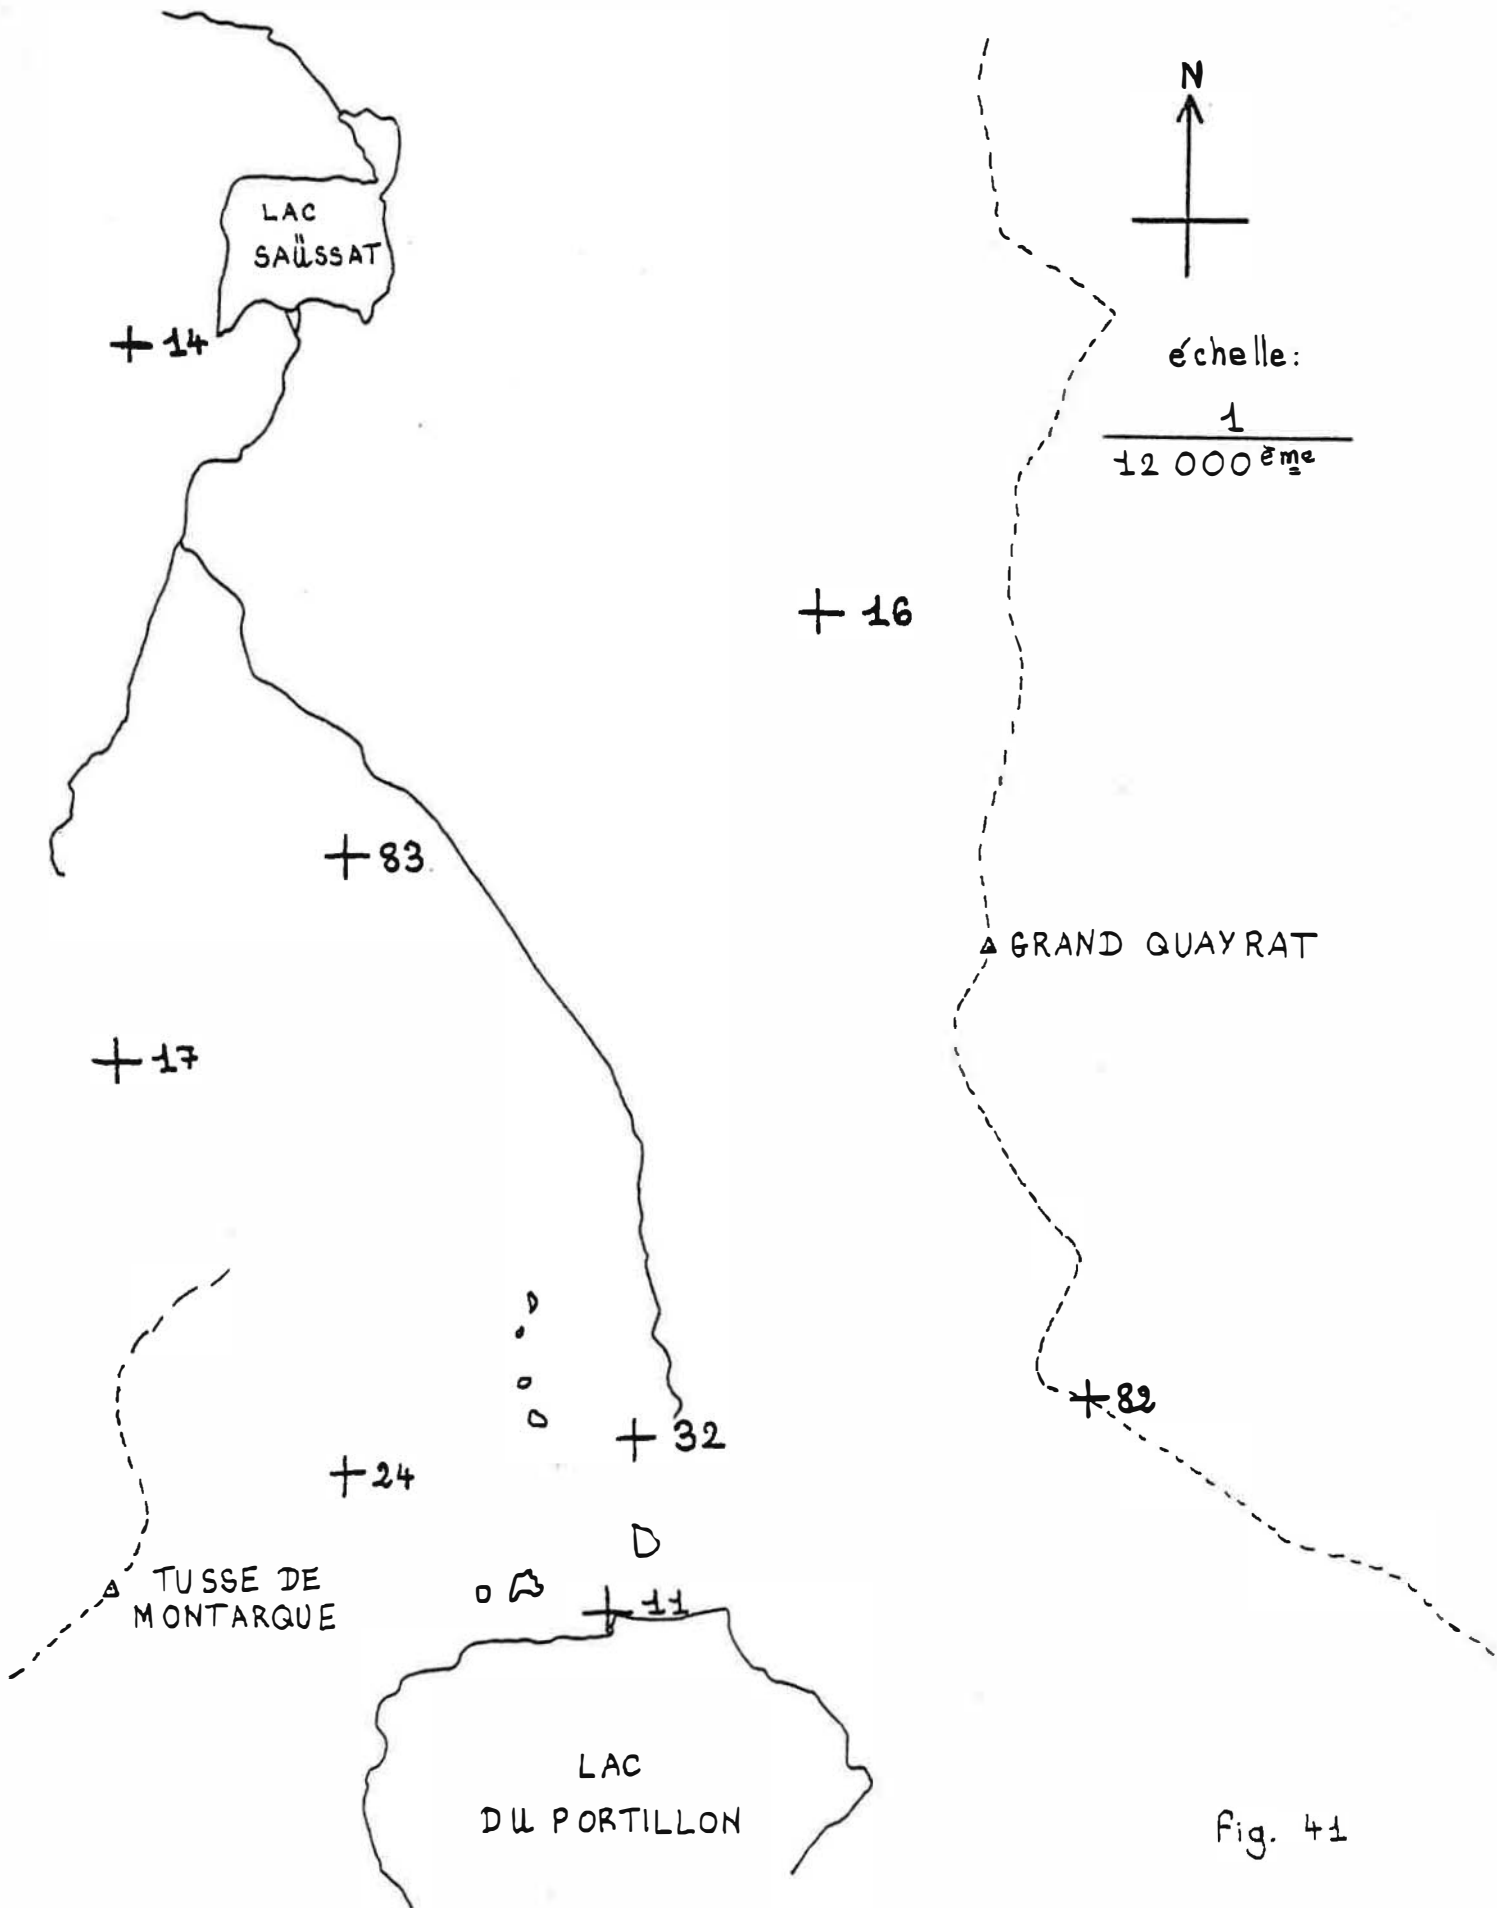 N
LAC
SAÜSSAT
14
échelle:
1
12 000ème
16
83
GRAND QUAYRAT
17
82
32
24
TUSSE DE
MONTARQUE
11
LAC
DU PORTILLON
Fig. 41